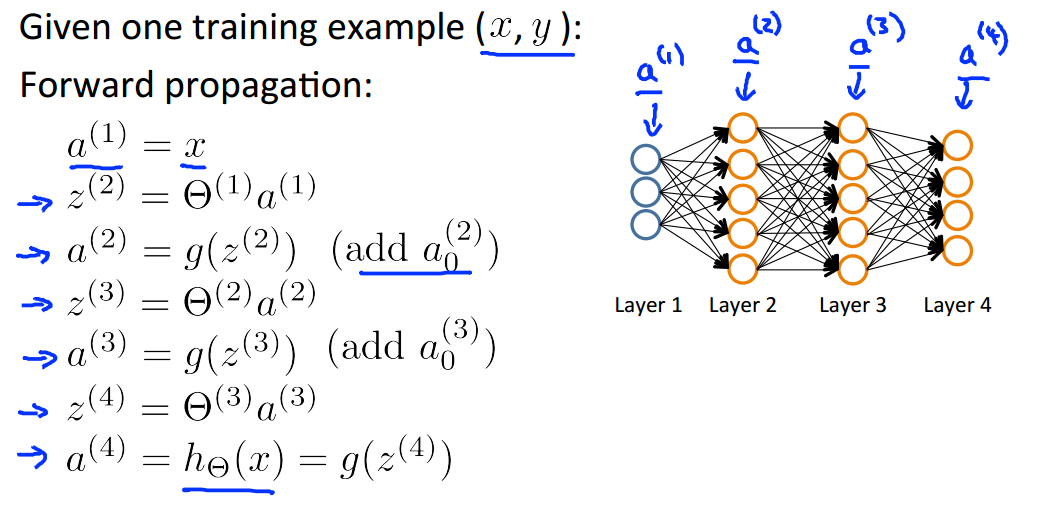 Given one training example (x, y):
Forward propagation:
a⁽¹⁾ = x
z⁽²⁾ = Θ⁽¹⁾a⁽¹⁾
a⁽²⁾ = g(z⁽²⁾) (add a₀⁽²⁾)
z⁽³⁾ = Θ⁽²⁾a⁽²⁾
a⁽³⁾ = g(z⁽³⁾) (add a₀⁽³⁾)
z⁽⁴⁾ = Θ⁽³⁾a⁽³⁾
a⁽⁴⁾ = h_Θ(x) = g(z⁽⁴⁾)
a⁽¹⁾ a⁽²⁾ a⁽³⁾ a⁽⁴⁾
Layer 1 Layer 2 Layer 3 Layer 4